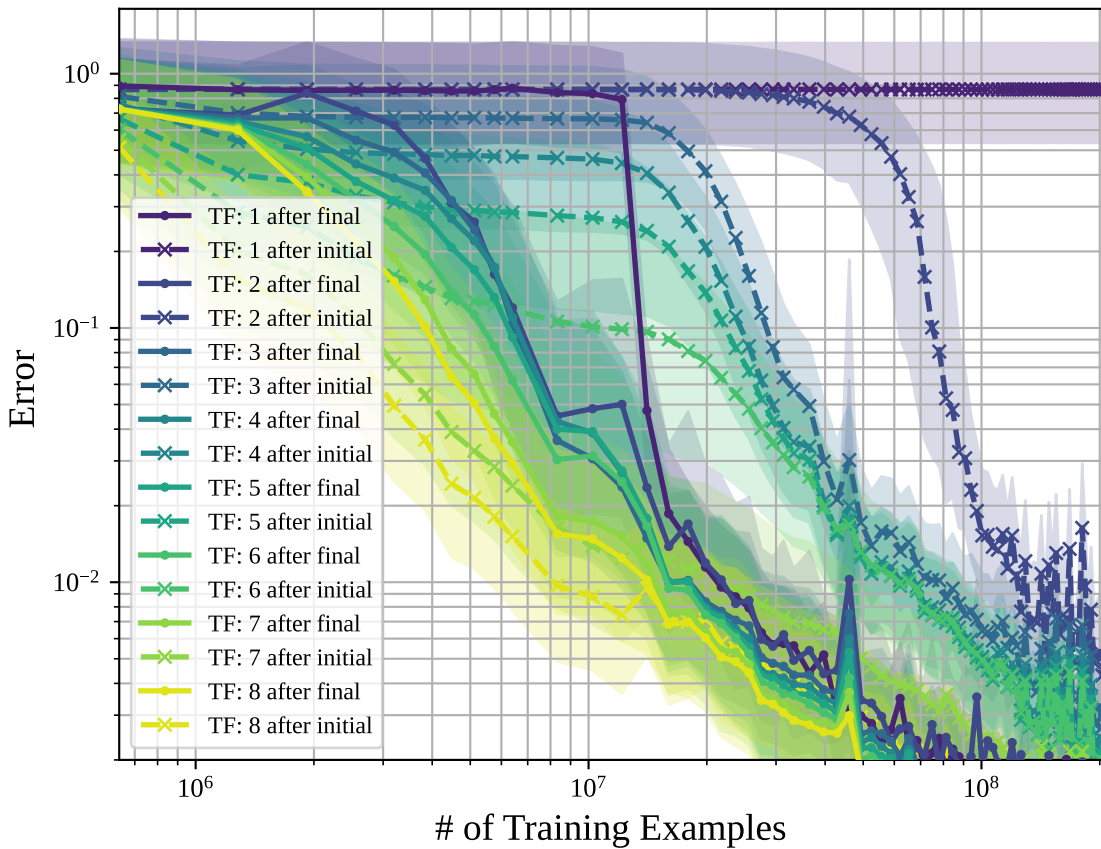 10⁰
10⁻¹
10⁻²
Error
TF: 1 after final
TF: 1 after initial
TF: 2 after final
TF: 2 after initial
TF: 3 after final
TF: 3 after initial
TF: 4 after final
TF: 4 after initial
TF: 5 after final
TF: 5 after initial
TF: 6 after final
TF: 6 after initial
TF: 7 after final
TF: 7 after initial
TF: 8 after final
TF: 8 after initial
10⁶ 10⁷ 10⁸
# of Training Examples